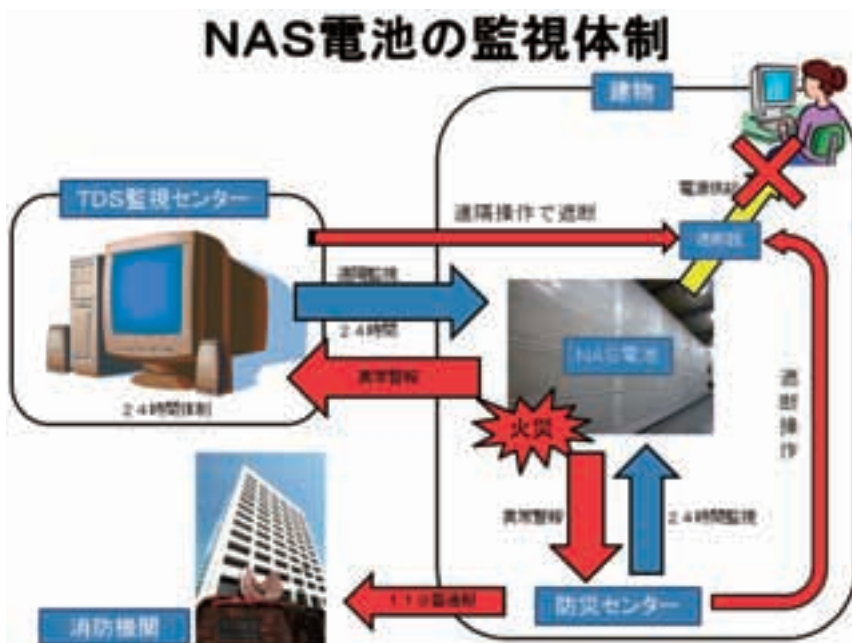 NAS電池の監視体制
建物
TDS監視センター
電源供給
遠隔操作で遮断
遮断器
遠隔監視
24時間
NAS電池
異常警報
24時間体制
火災
遮断操作
異常警報
24時間監視
119番通報
防災センター
消防機関